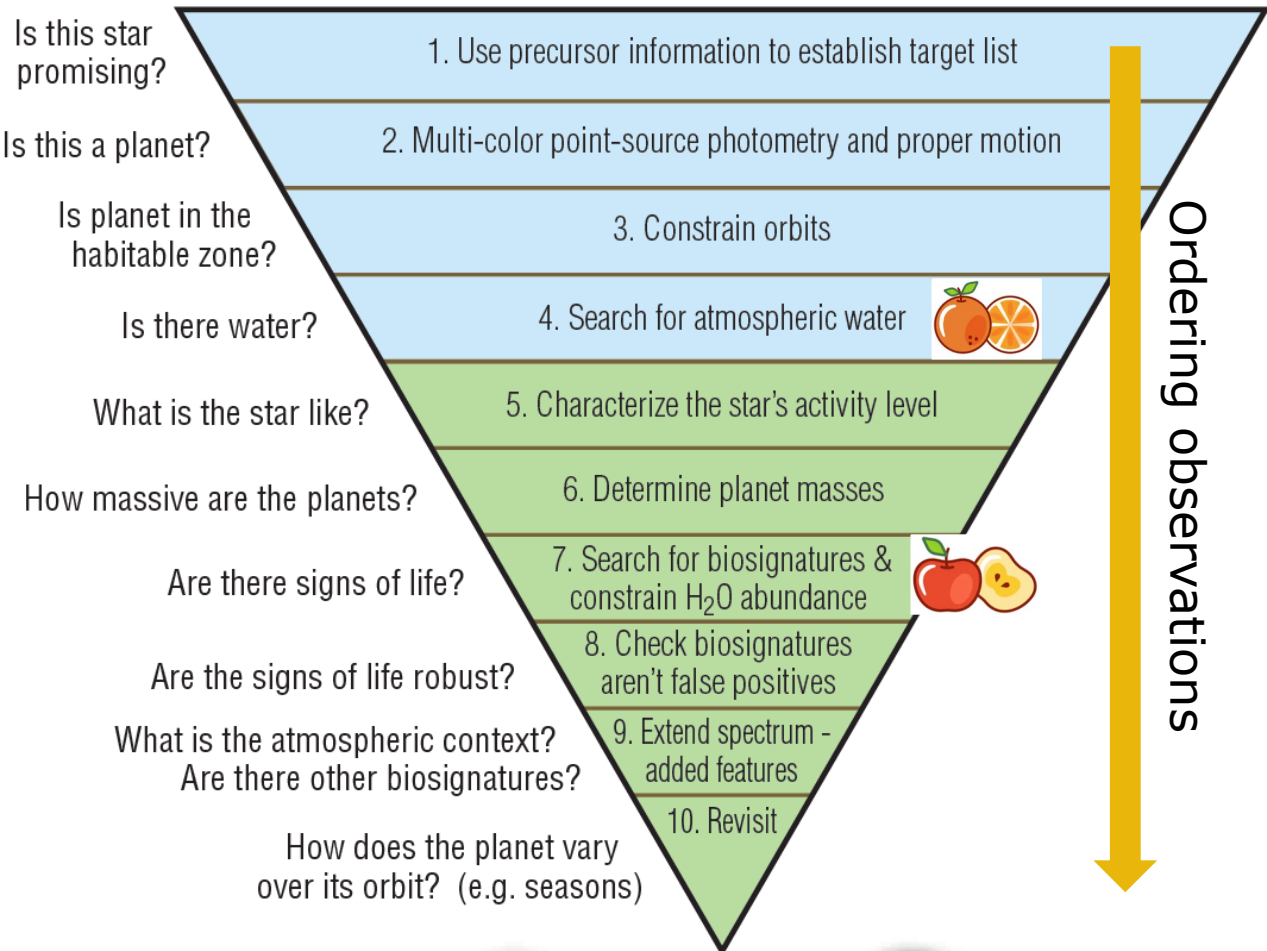 Is this star
promising?
1. Use precursor information to establish target list
Is this a planet?
2. Multi-color point-source photometry and proper motion
Is planet in the
habitable zone?
3. Constrain orbits
Is there water?
4. Search for atmospheric water
What is the star like?
5. Characterize the star’s activity level
How massive are the planets?
6. Determine planet masses
Are there signs of life?
7. Search for biosignatures &
constrain H₂O abundance
Are the signs of life robust?
8. Check biosignatures
aren’t false positives
What is the atmospheric context?
Are there other biosignatures?
9. Extend spectrum -
added features
How does the planet vary
over its orbit? (e.g. seasons)
10. Revisit
Ordering observations